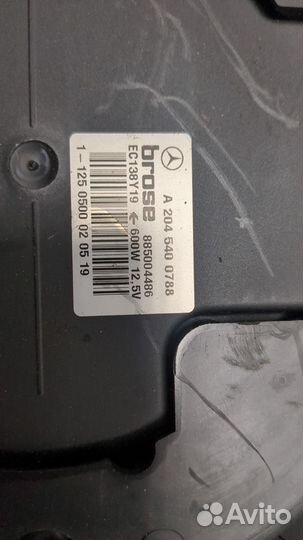 A 204 540 0788
brose
885004486
EC138Y19 ← 600W 12,5V
1-125 0500 02 05 19
Avito